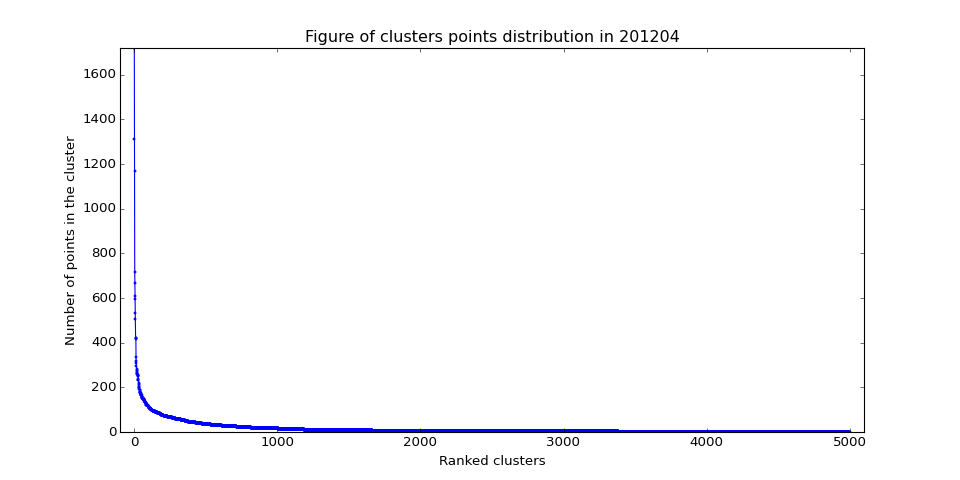 Figure of clusters points distribution in 201204
Number of points in the cluster
1600
1400
1200
1000
800
600
400
200
0
0 1000 2000 3000 4000 5000
Ranked clusters